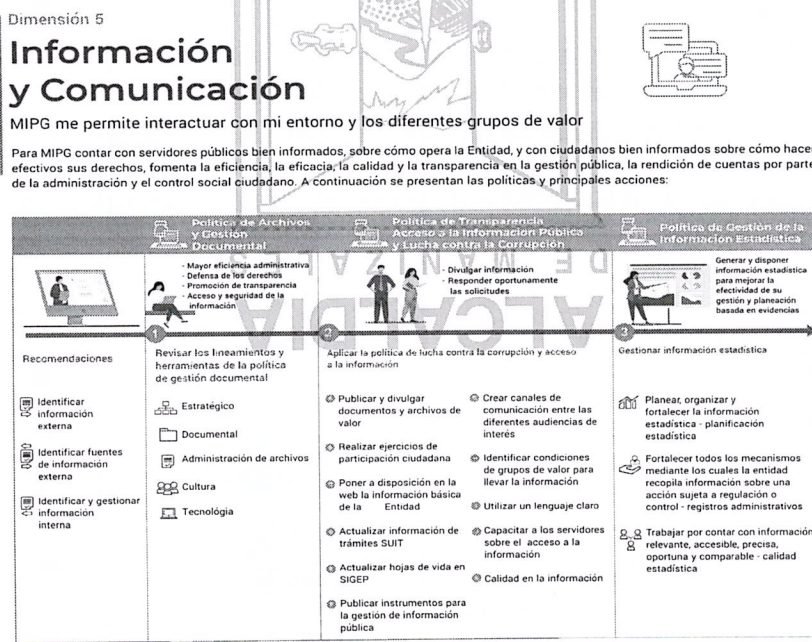 Dimensión 5
Información
y Comunicación
MIPG me permite interactuar con mi entorno y los diferentes grupos de valor
Para MIPG contar con servidores públicos bien informados, sobre cómo opera la Entidad, y con ciudadanos bien informados sobre cómo hacer
efectivos sus derechos, fomenta la eficiencia, la eficacia, la calidad y la transparencia en la gestión pública, la rendición de cuentas por parte
de la administración y el control social ciudadano. A continuación se presentan las políticas y principales acciones:
Política de Archivos
y Gestión
Documental
Política de Transparencia
Acceso a la Información Pública
y Lucha contra la Corrupción
Política de Gestión de la
Información Estadística
- Mayor eficiencia administrativa
- Defensa de los derechos
- Promoción de transparencia
- Acceso y seguridad de la
información
- Divulgar información
- Responder oportunamente
las solicitudes
Generar y disponer
información estadística
para mejorar la
efectividad de su
gestión y planeación
basada en evidencias
ALCALDÍA
DE MANIZALES
1
2
3
Recomendaciones
Identificar
información
externa
Identificar fuentes
de información
externa
Identificar y gestionar
información
interna
Revisar los lineamientos y
herramientas de la política
de gestión documental
Estratégico
Documental
Administración de archivos
Cultura
Tecnológia
Aplicar la política de lucha contra la corrupción y acceso
a la información
Publicar y divulgar
documentos y archivos de
valor
Realizar ejercicios de
participación ciudadana
Poner a disposición en la
web la información básica
de la Entidad
Actualizar información de
trámites SUIT
Actualizar hojas de vida en
SIGEP
Publicar instrumentos para
la gestión de información
pública
Crear canales de
comunicación entre las
diferentes audiencias de
interés
Identificar condiciones
de grupos de valor para
llevar la información
Utilizar un lenguaje claro
Capacitar a los servidores
sobre el acceso a la
información
Calidad en la información
Gestionar información estadística
Planear, organizar y
fortalecer la información
estadística - planificación
estadística
Fortalecer todos los mecanismos
mediante los cuales la entidad
recopila información sobre una
acción sujeta a regulación o
control - registros administrativos
Trabajar por contar con información
relevante, accesible, precisa,
oportuna y comparable - calidad
estadística